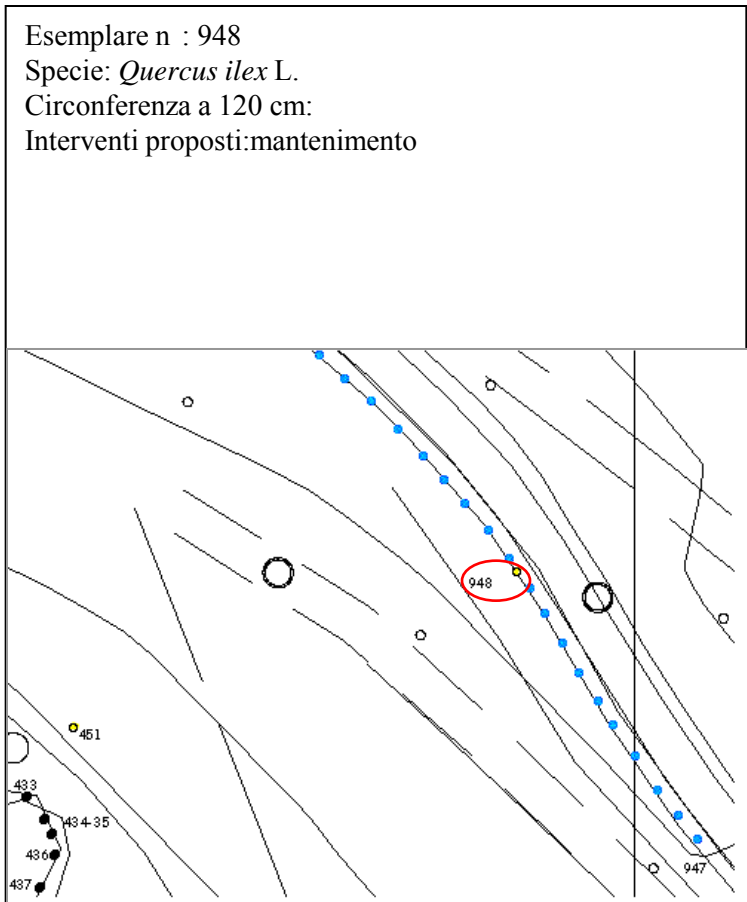 Esemplare n : 948
Specie: Quercus ilex L.
Circonferenza a 120 cm:
Interventi proposti:mantenimento
948
451
433
434-35
436
947
437